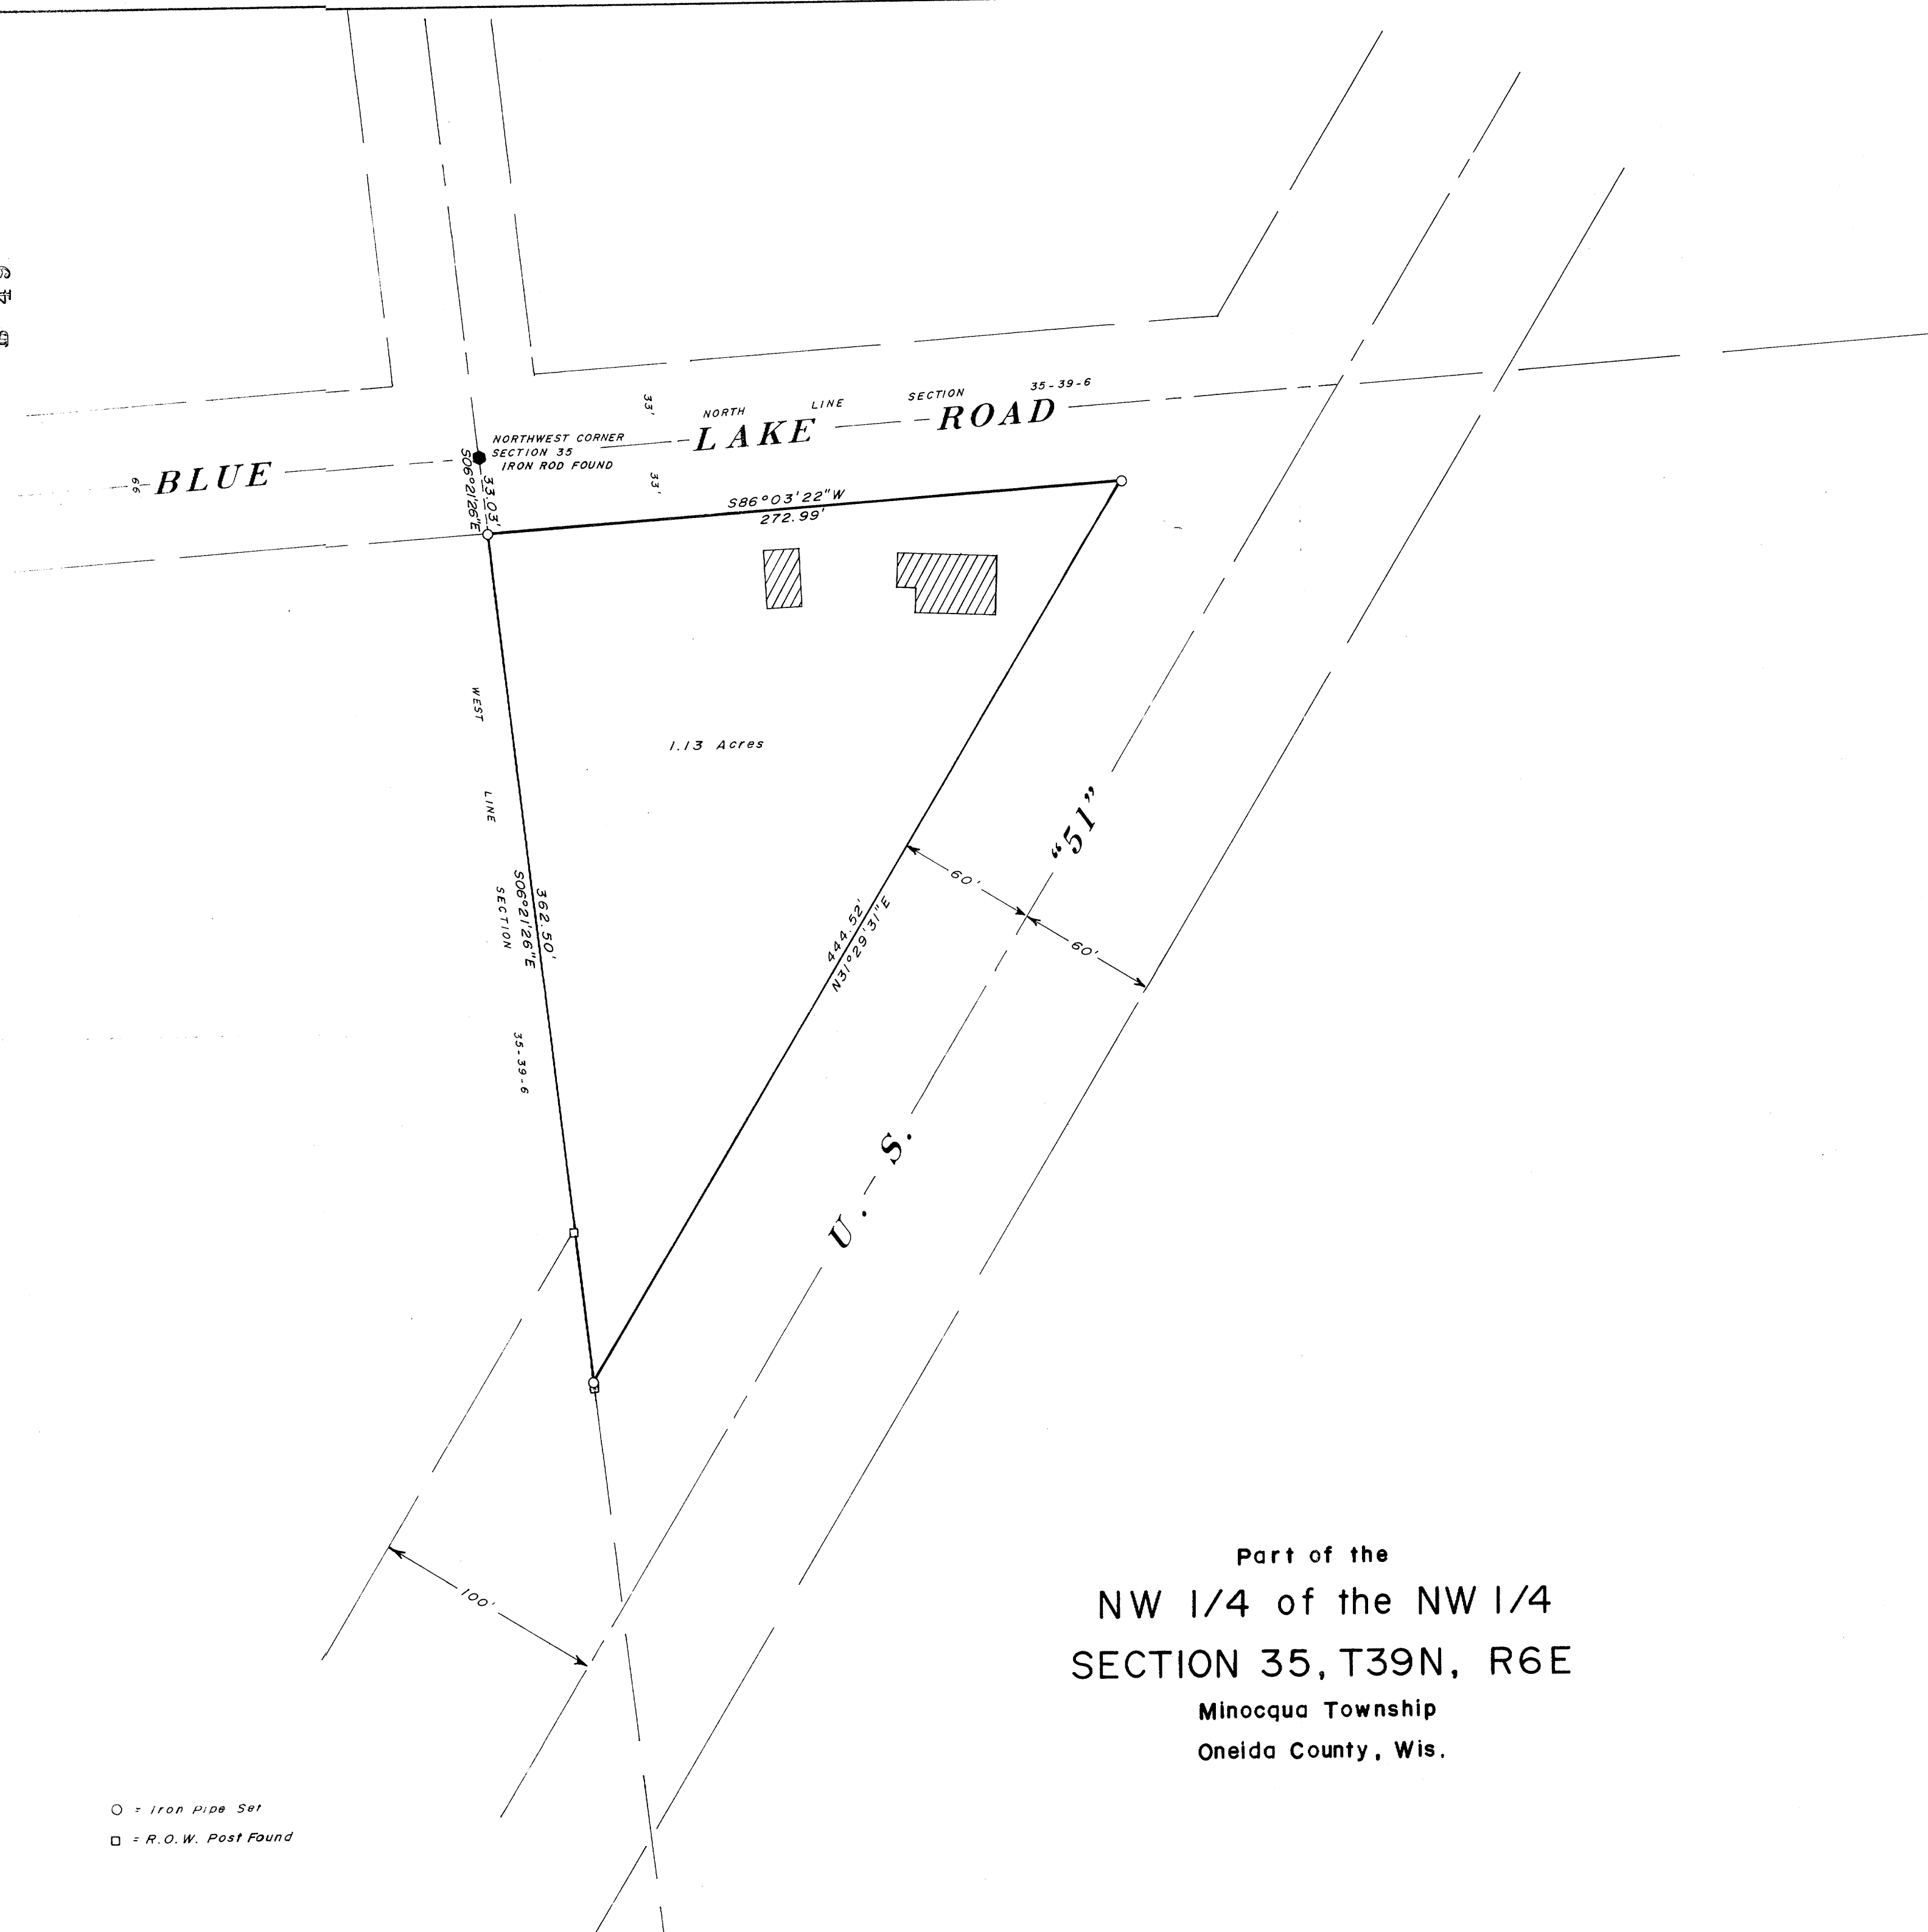 NORTH LINE SECTION 35-39-6
BLUE LAKE ROAD
33'
33'
66
NORTHWEST CORNER
SECTION 35
IRON ROD FOUND
33.03'
S06°21'26"E
S86°03'22"W
272.99'
1.13 Acres
WEST LINE SECTION 35-39-6
362.50'
S06°21'26"E
444.52'
N31°29'31"E
60'
60'
U. S. "51"
100'
Part of the
NW 1/4 of the NW 1/4
SECTION 35, T39N, R6E
Minocqua Township
Oneida County, Wis.
= Iron Pipe Set
= R.O.W. Post Found